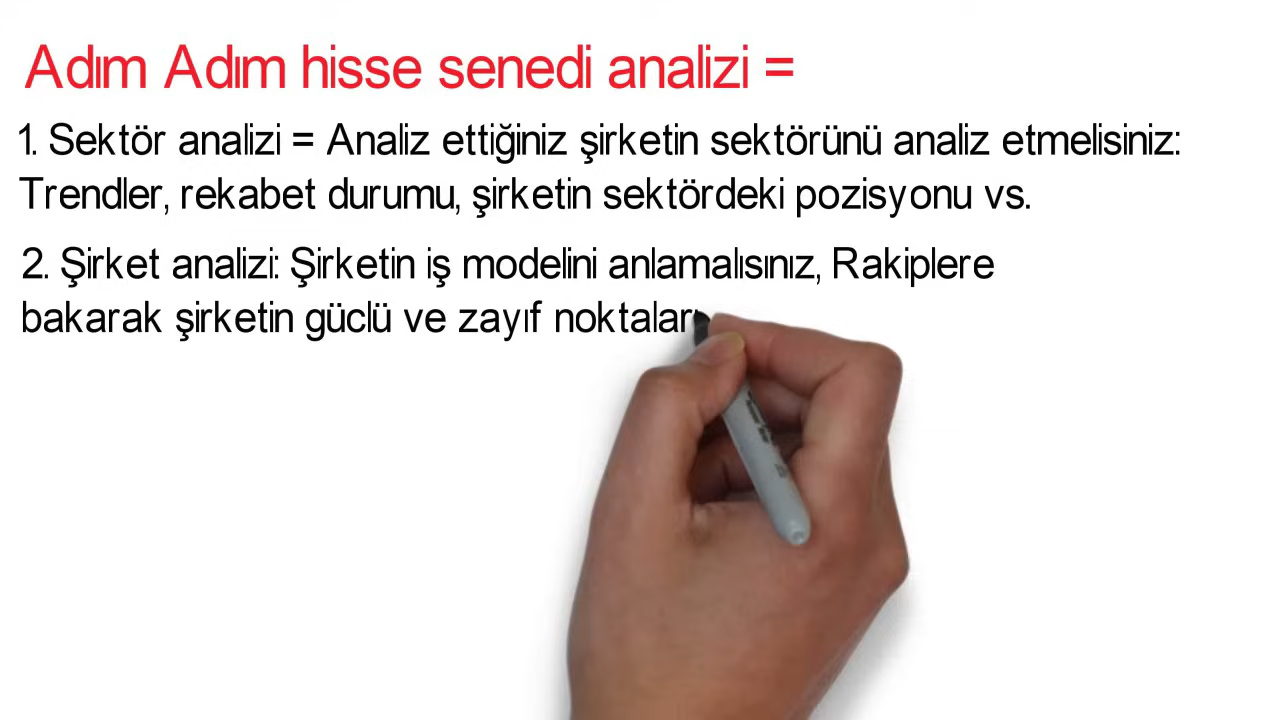 Adım Adım hisse senedi analizi =
1. Sektör analizi = Analiz ettiğiniz şirketin sektörünü analiz etmelisiniz:
Trendler, rekabet durumu, şirketin sektördeki pozisyonu vs.
2. Şirket analizi: Şirketin iş modelini anlamalısınız, Rakiplere
bakarak şirketin güclü ve zayıf noktalar